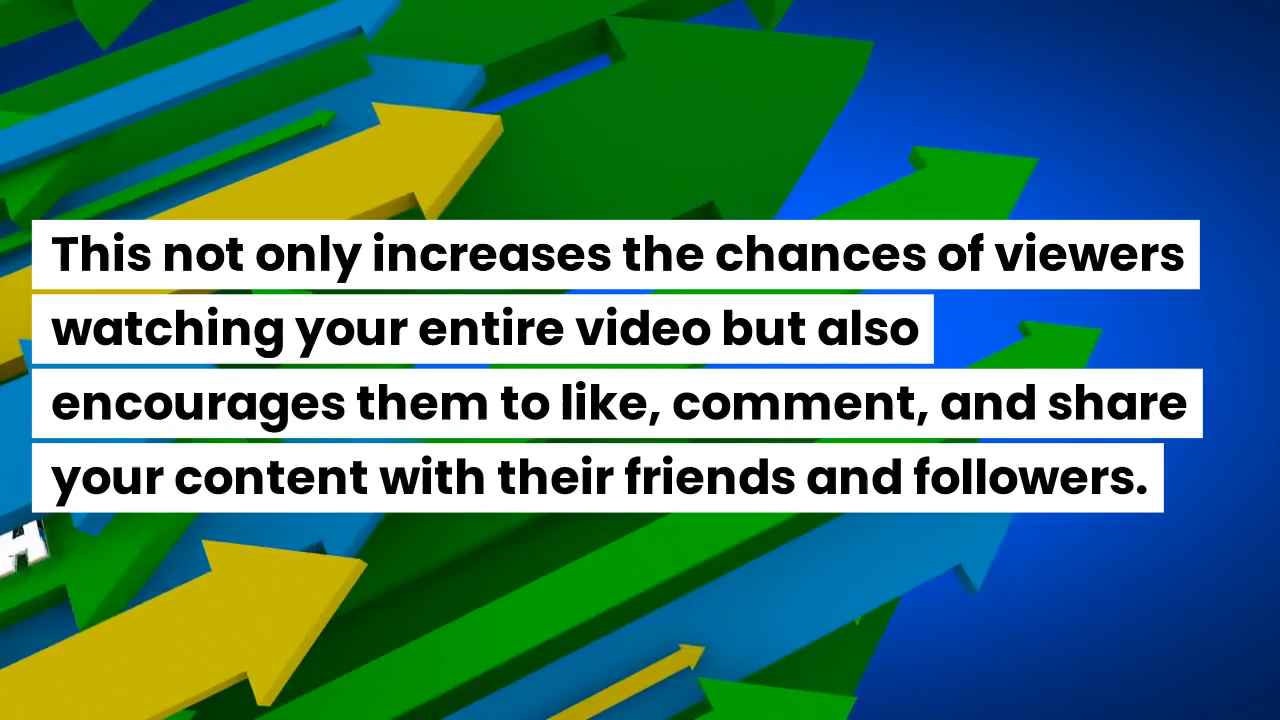 This not only increases the chances of viewers
watching your entire video but also
encourages them to like, comment, and share
your content with their friends and followers.